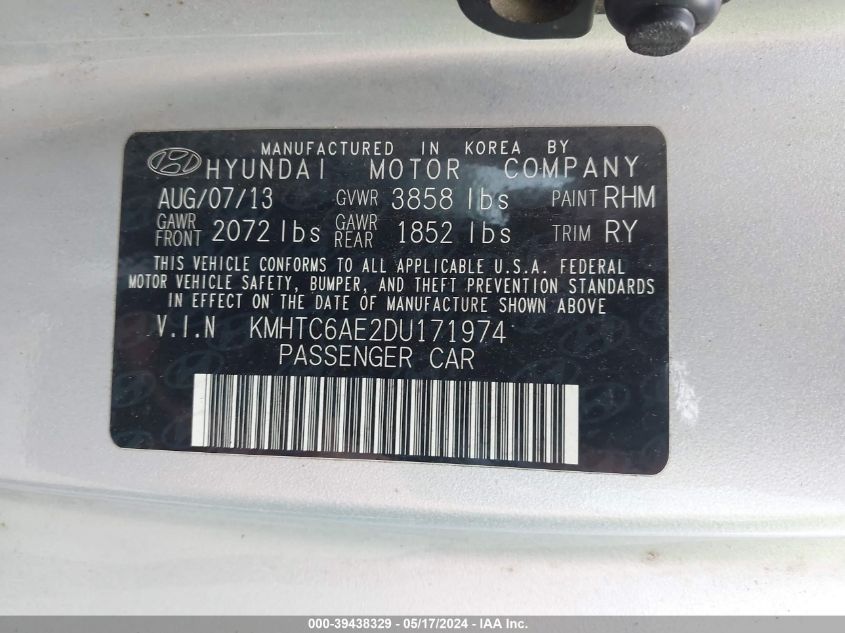 MANUFACTURED IN KOREA BY
HYUNDAI MOTOR COMPANY
AUG/07/13 GVWR 3858 lbs PAINT RHM
GAWR FRONT 2072 lbs GAWR REAR 1852 lbs TRIM RY
THIS VEHICLE CONFORMS TO ALL APPLICABLE U.S.A. FEDERAL
MOTOR VEHICLE SAFETY, BUMPER, AND THEFT PREVENTION STANDARDS
IN EFFECT ON THE DATE OF MANUFACTURE SHOWN ABOVE
V.I.N KMHTC6AE2DU171974
PASSENGER CAR
000-39438329 - 05/17/2024 - IAA Inc.